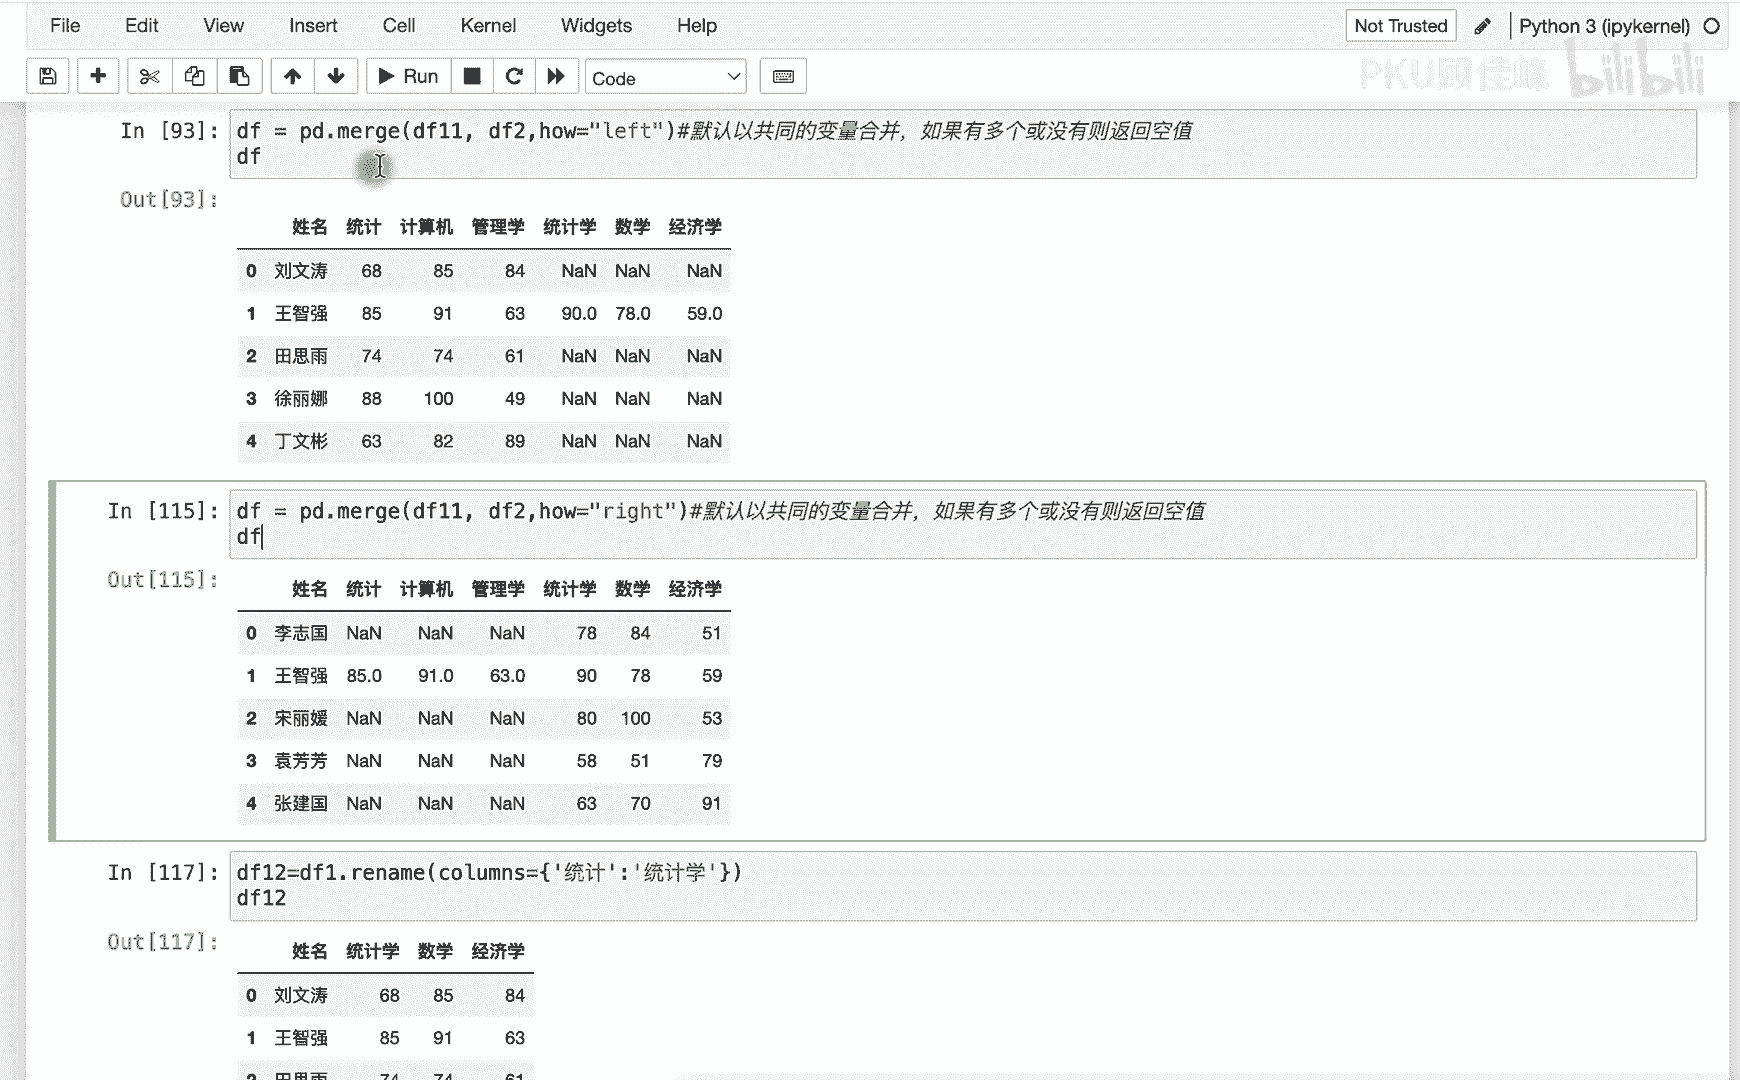 File Edit View Insert Cell Kernel Widgets Help Not Trusted Python 3 (ipykernel)
Run Code PKU顾佳峰 bilibili
In [93]: df = pd.merge(df11, df2,how="left")#默认以共同的变量合并，如果有多个或没有则返回空值
df
Out[93]:
姓名 统计 计算机 管理学 统计学 数学 经济学
0 刘文涛 68 85 84 NaN NaN NaN
1 王智强 85 91 63 90.0 78.0 59.0
2 田思雨 74 74 61 NaN NaN NaN
3 徐丽娜 88 100 49 NaN NaN NaN
4 丁文彬 63 82 89 NaN NaN NaN
In [115]: df = pd.merge(df11, df2,how="right")#默认以共同的变量合并，如果有多个或没有则返回空值
df
Out[115]:
姓名 统计 计算机 管理学 统计学 数学 经济学
0 李志国 NaN NaN NaN 78 84 51
1 王智强 85.0 91.0 63.0 90 78 59
2 宋丽媛 NaN NaN NaN 80 100 53
3 袁芳芳 NaN NaN NaN 58 51 79
4 张建国 NaN NaN NaN 63 70 91
In [117]: df12=df1.rename(columns={'统计':'统计学'})
df12
Out[117]:
姓名 统计学 数学 经济学
0 刘文涛 68 85 84
1 王智强 85 91 63
2 田思雨 74 74 61